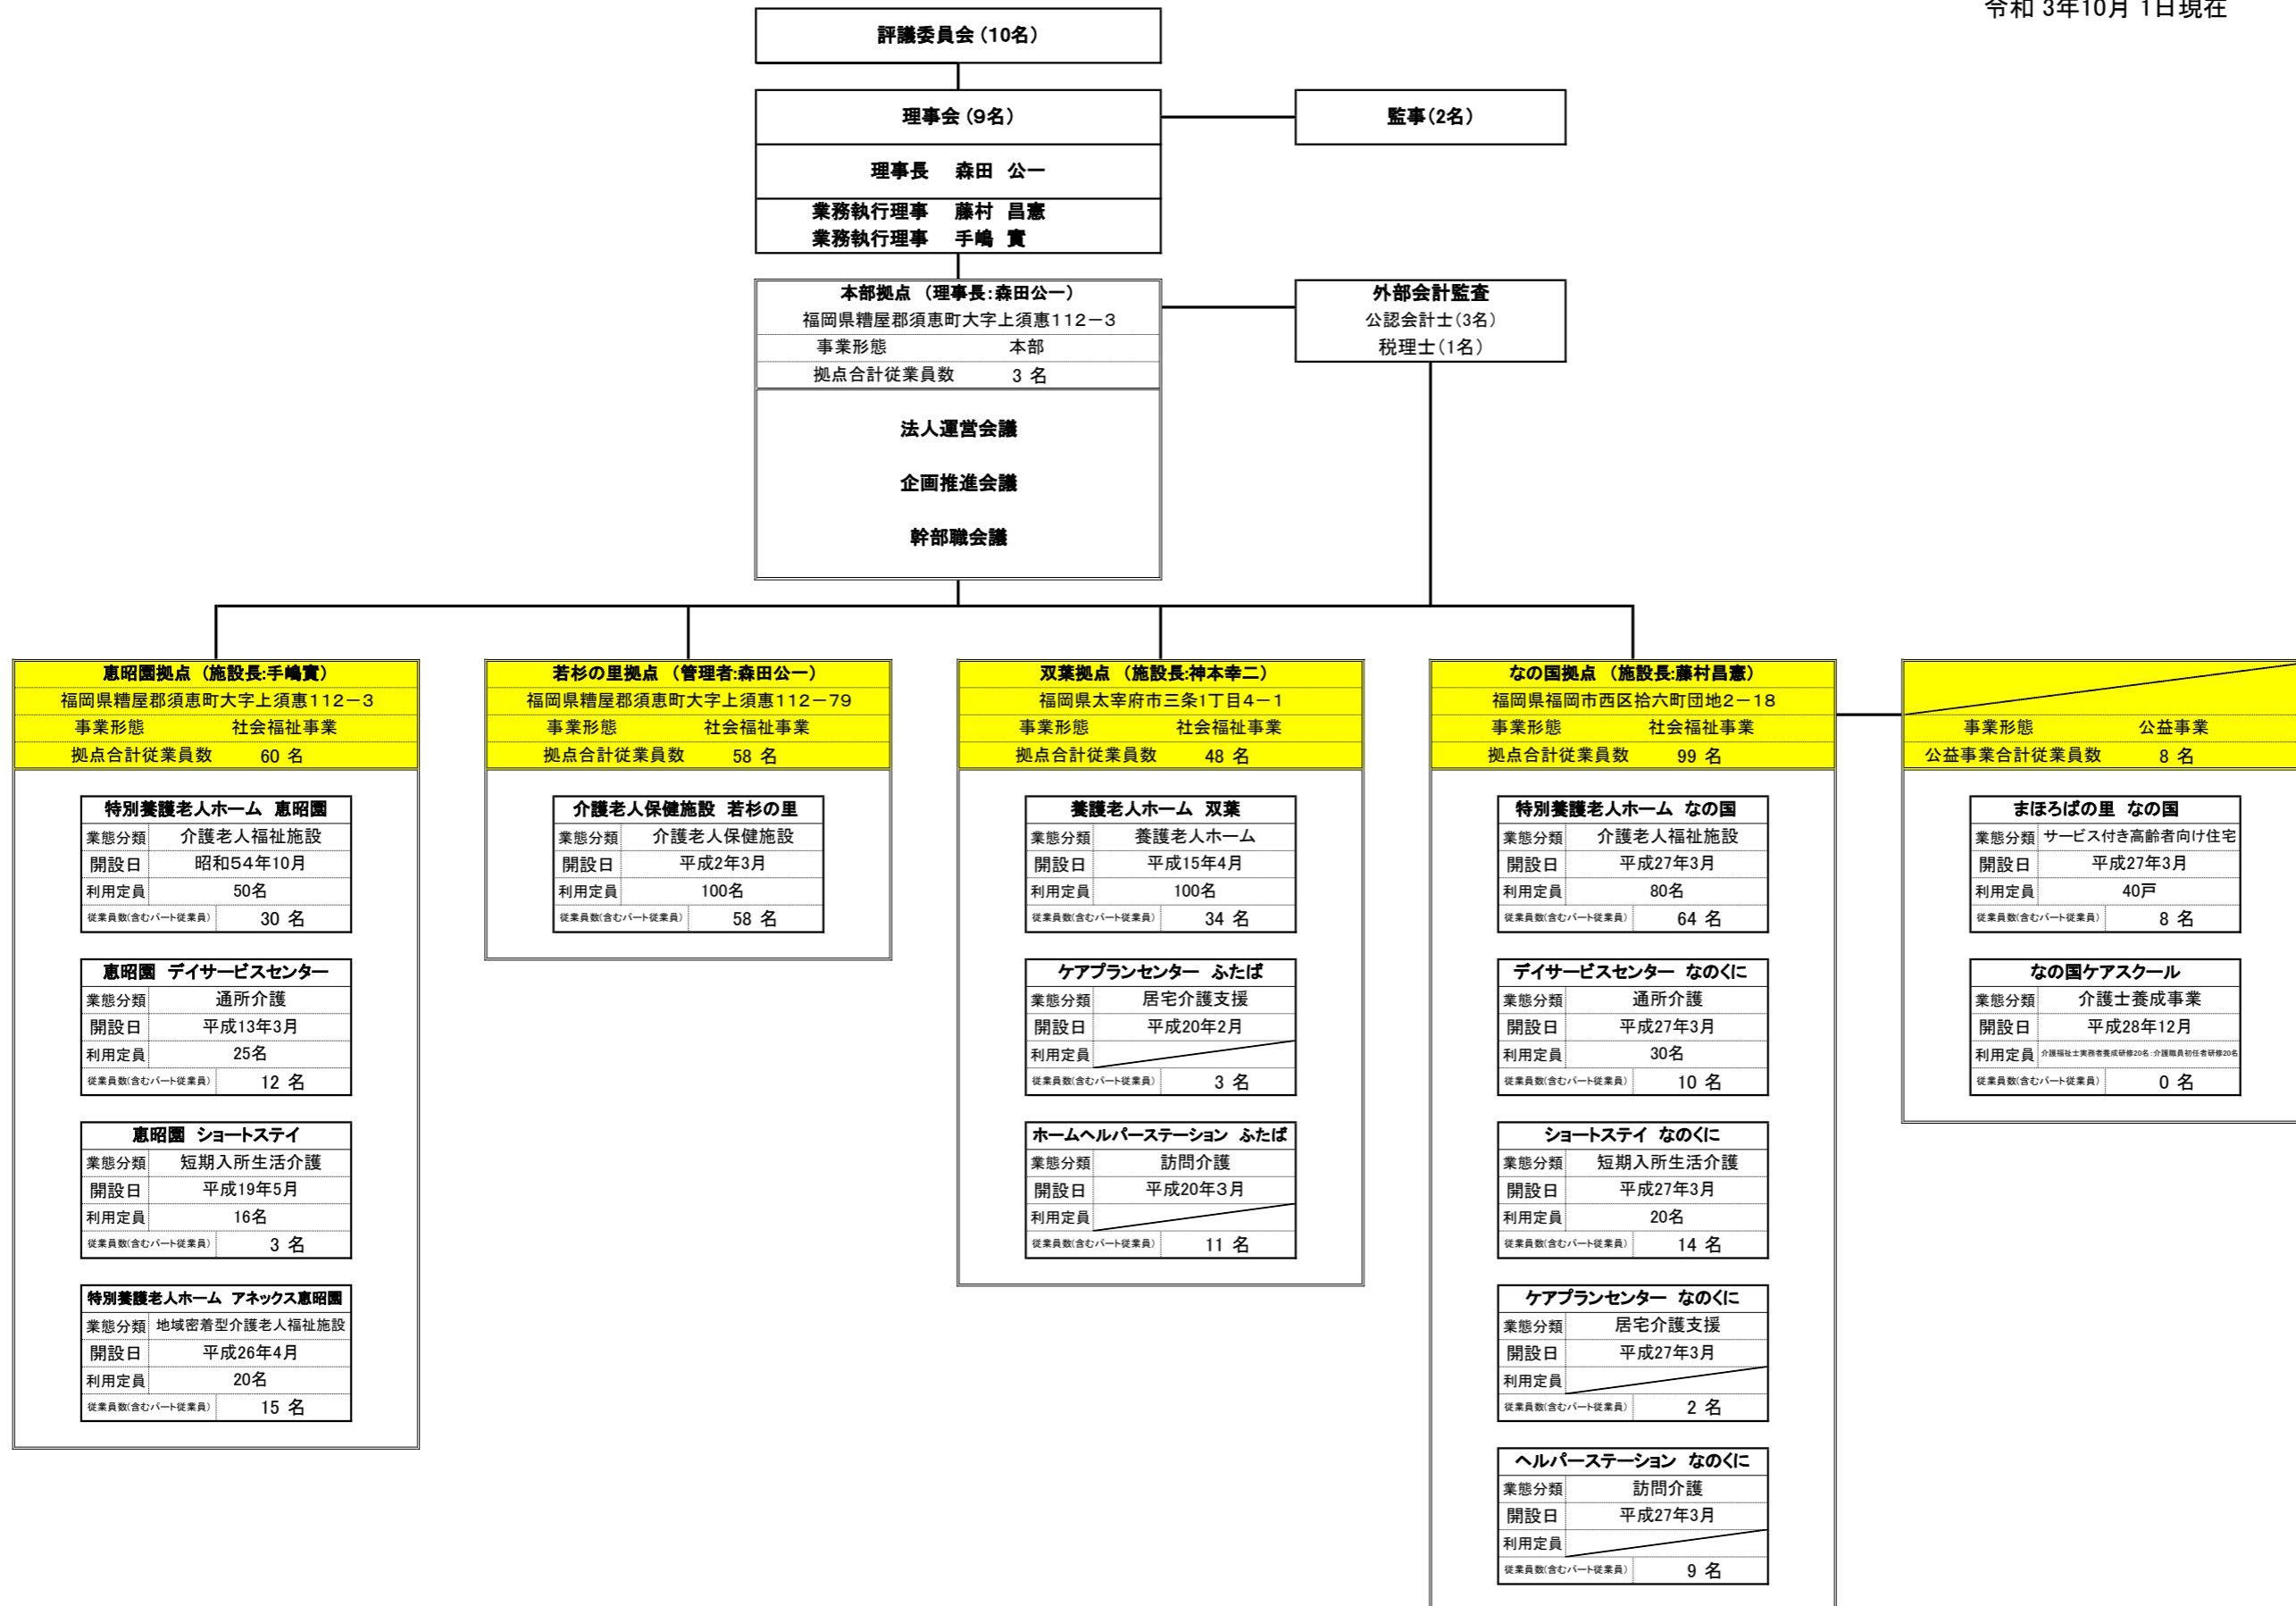 令和 3年10月 1日現在
評議委員会（10名）
理事会（9名）
監事（2名）
理事長 森田 公一
業務執行理事 藤村 昌憲
業務執行理事 手嶋 實
本部拠点 （理事長:森田公一）
福岡県糟屋郡須恵町大字上須惠112－3
事業形態 本部
拠点合計従業員数 3 名
外部会計監査
公認会計士（3名）
税理士（1名）
法人運営会議
企画推進会議
幹部職会議
恵昭園拠点 （施設長:手嶋實）
福岡県糟屋郡須恵町大字上須惠112－3
事業形態 社会福祉事業
拠点合計従業員数 60 名
特別養護老人ホーム 恵昭園
業態分類 介護老人福祉施設
開設日 昭和54年10月
利用定員 50名
従業員数(含むパート従業員) 30 名
恵昭園 デイサービスセンター
業態分類 通所介護
開設日 平成13年3月
利用定員 25名
従業員数(含むパート従業員) 12 名
恵昭園 ショートステイ
業態分類 短期入所生活介護
開設日 平成19年5月
利用定員 16名
従業員数(含むパート従業員) 3 名
特別養護老人ホーム アネックス恵昭園
業態分類 地域密着型介護老人福祉施設
開設日 平成26年4月
利用定員 20名
従業員数(含むパート従業員) 15 名
若杉の里拠点 （管理者:森田公一）
福岡県糟屋郡須恵町大字上須惠112－79
事業形態 社会福祉事業
拠点合計従業員数 58 名
介護老人保健施設 若杉の里
業態分類 介護老人保健施設
開設日 平成2年3月
利用定員 100名
従業員数(含むパート従業員) 58 名
双葉拠点 （施設長:神本幸二）
福岡県太宰府市三条1丁目4－1
事業形態 社会福祉事業
拠点合計従業員数 48 名
養護老人ホーム 双葉
業態分類 養護老人ホーム
開設日 平成15年4月
利用定員 100名
従業員数(含むパート従業員) 34 名
ケアプランセンター ふたば
業態分類 居宅介護支援
開設日 平成20年2月
利用定員
従業員数(含むパート従業員) 3 名
ホームヘルパーステーション ふたば
業態分類 訪問介護
開設日 平成20年3月
利用定員
従業員数(含むパート従業員) 11 名
なの国拠点 （施設長:藤村昌憲）
福岡県福岡市西区拾六町団地2－18
事業形態 社会福祉事業
拠点合計従業員数 99 名
特別養護老人ホーム なの国
業態分類 介護老人福祉施設
開設日 平成27年3月
利用定員 80名
従業員数(含むパート従業員) 64 名
デイサービスセンター なのくに
業態分類 通所介護
開設日 平成27年3月
利用定員 30名
従業員数(含むパート従業員) 10 名
ショートステイ なのくに
業態分類 短期入所生活介護
開設日 平成27年3月
利用定員 20名
従業員数(含むパート従業員) 14 名
ケアプランセンター なのくに
業態分類 居宅介護支援
開設日 平成27年3月
利用定員
従業員数(含むパート従業員) 2 名
ヘルパーステーション なのくに
業態分類 訪問介護
開設日 平成27年3月
利用定員
従業員数(含むパート従業員) 9 名
事業形態 公益事業
公益事業合計従業員数 8 名
まほろばの里 なの国
業態分類 サービス付き高齢者向け住宅
開設日 平成27年3月
利用定員 40戸
従業員数(含むパート従業員) 8 名
なの国ケアスクール
業態分類 介護士養成事業
開設日 平成28年12月
利用定員 介護福祉士実務者養成研修20名：介護職員初任者研修20名
従業員数(含むパート従業員) 0 名